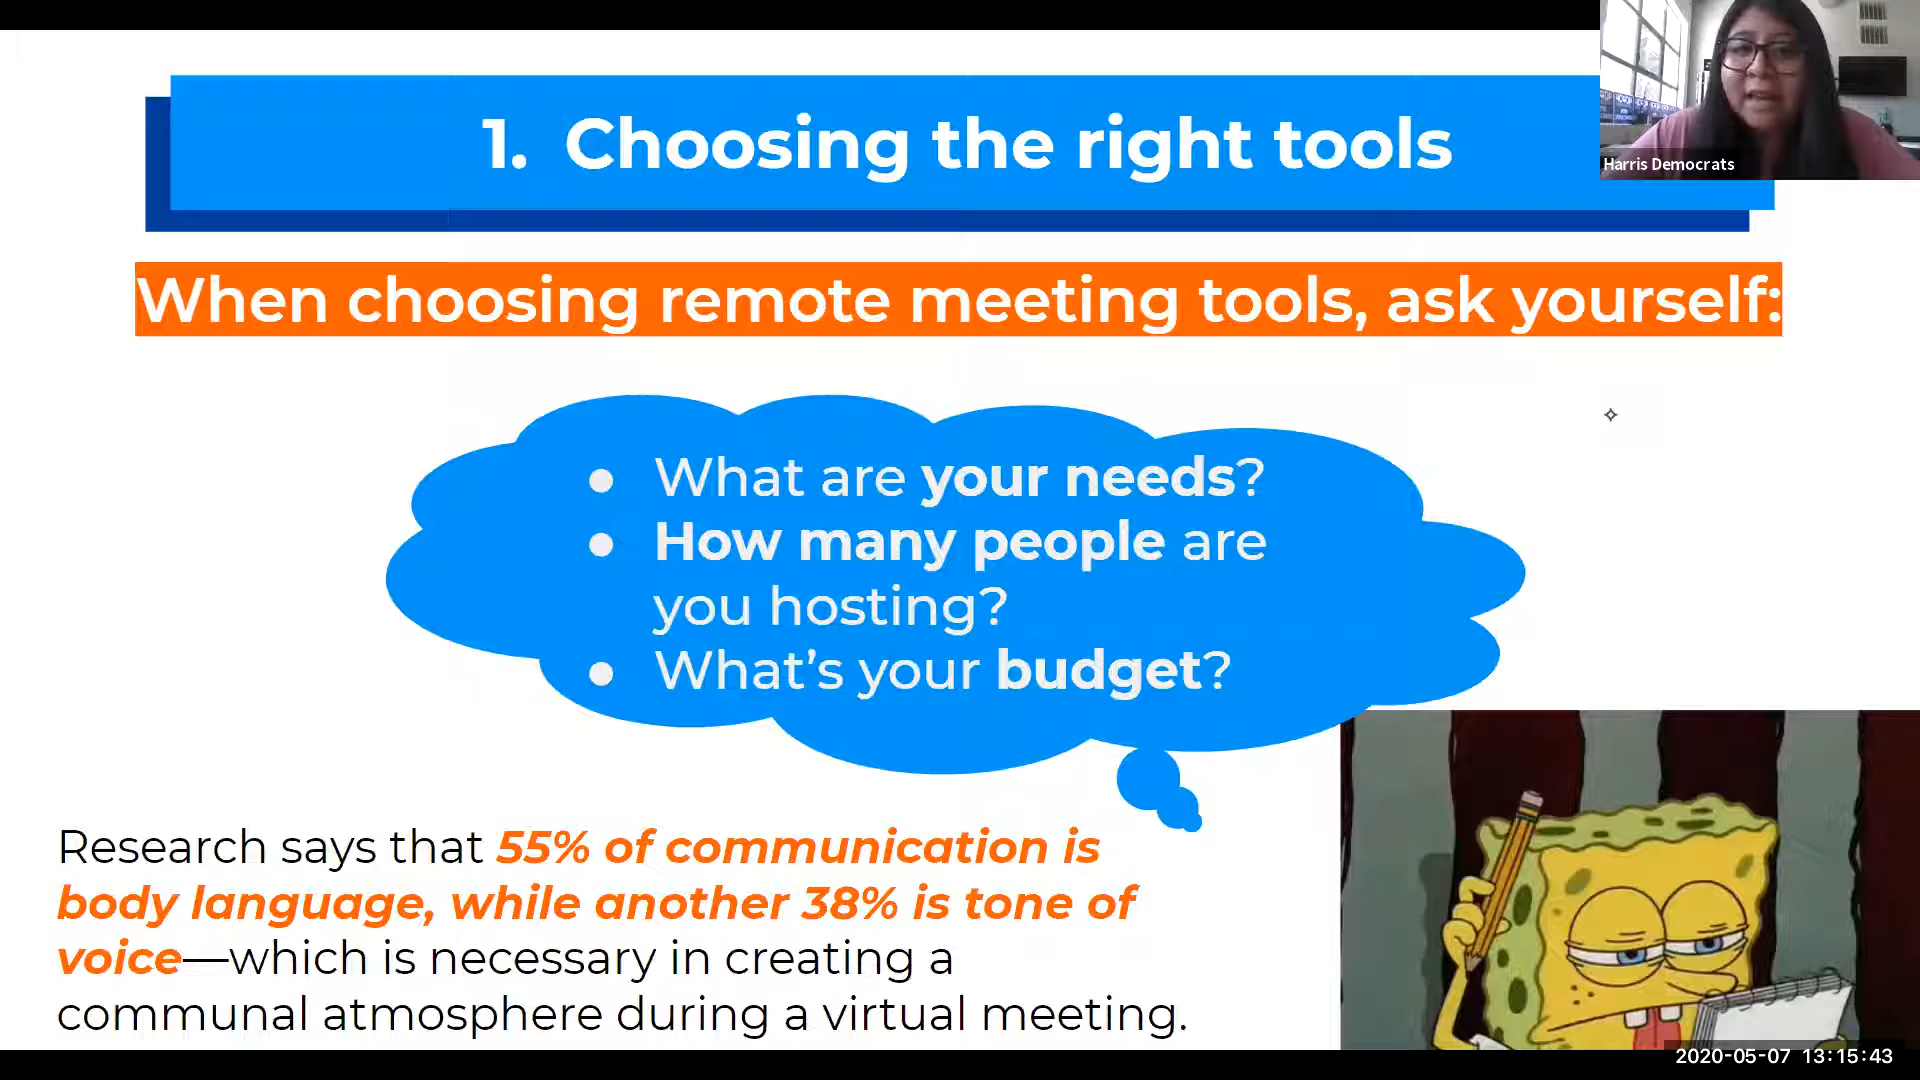 1. Choosing the right tools
Harris Democrats
When choosing remote meeting tools, ask yourself:
● What are your needs?
● How many people are
you hosting?
● What’s your budget?
Research says that 55% of communication is
body language, while another 38% is tone of
voice—which is necessary in creating a
communal atmosphere during a virtual meeting.
2020-05-07 13:15:43